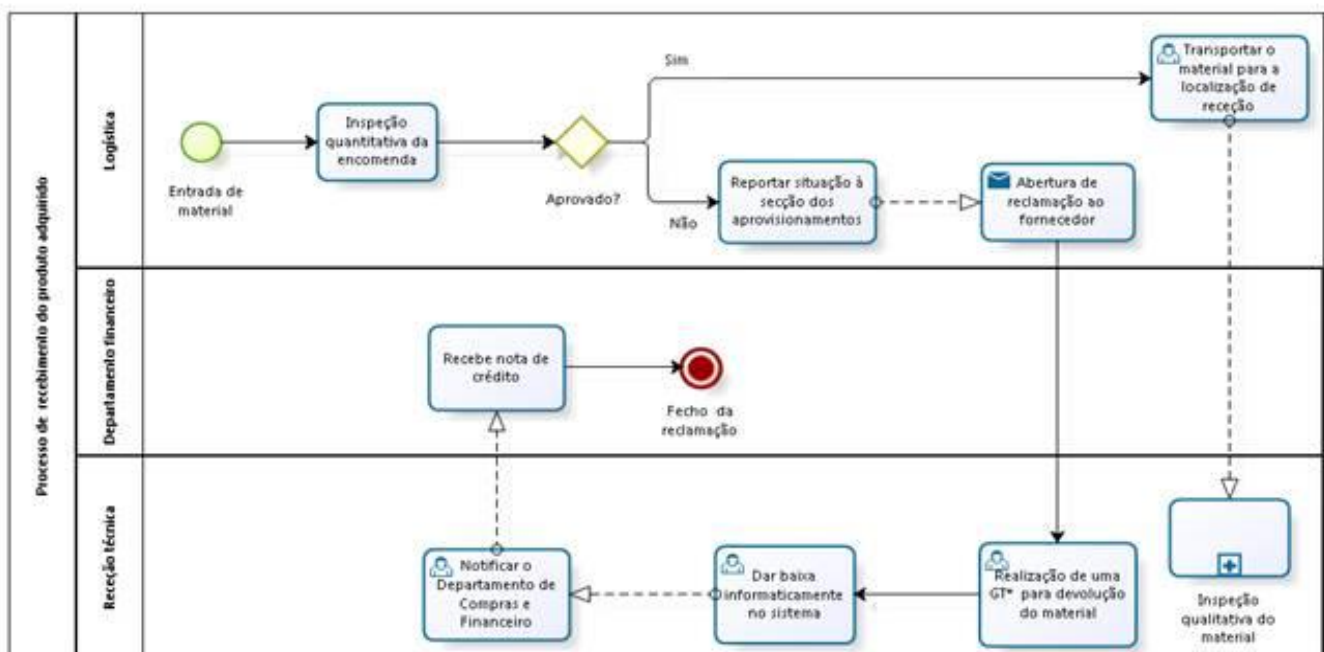 Processo de recebimento do produto adquirido
Logística
Entrada de
material
Inspeção
quantitativa da
encomenda
Aprovado?
Sim
Não
Transportar o
material para a
localização de
receção
Reportar situação à
secção dos
aprovisionamentos
Abertura de
reclamação ao
fornecedor
Departamento financeiro
Recebe nota de
crédito
Fecho da
reclamação
Receção técnica
Notificar o
Departamento de
Compras e
Financeiro
Dar baixa
informaticamente
no sistema
Realização de uma
GT* para devolução
do material
Inspeção
qualitativa do
material